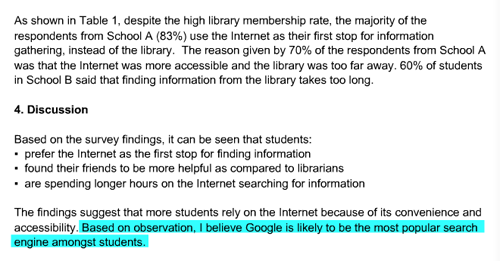 As shown in Table 1, despite the high library membership rate, the majority of the
respondents from School A (83%) use the Internet as their first stop for information
gathering, instead of the library.  The reason given by 70% of the respondents from School A
was that the Internet was more accessible and the library was too far away. 60% of students
in School B said that finding information from the library takes too long.
4. Discussion
Based on the survey findings, it can be seen that students:
• prefer the Internet as the first stop for finding information
• found their friends to be more helpful as compared to librarians
• are spending longer hours on the Internet searching for information
The findings suggest that more students rely on the Internet because of its convenience and
accessibility. Based on observation, I believe Google is likely to be the most popular search
engine amongst students.